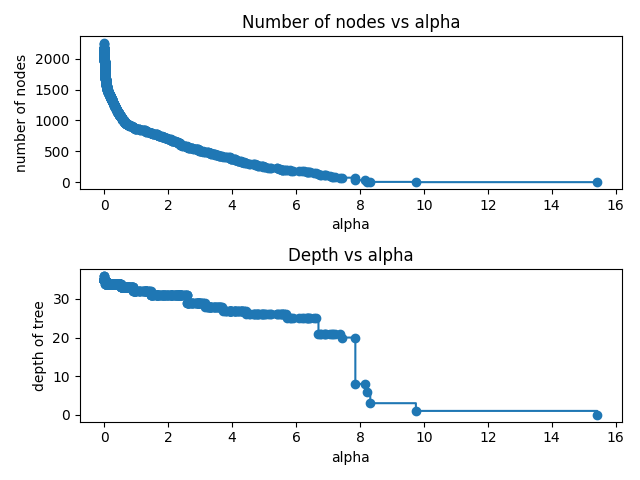 Number of nodes vs alpha
number of nodes
2000
1500
1000
500
0
0 2 4 6 8 10 12 14 16
alpha
Depth vs alpha
depth of tree
30
20
10
0
0 2 4 6 8 10 12 14 16
alpha